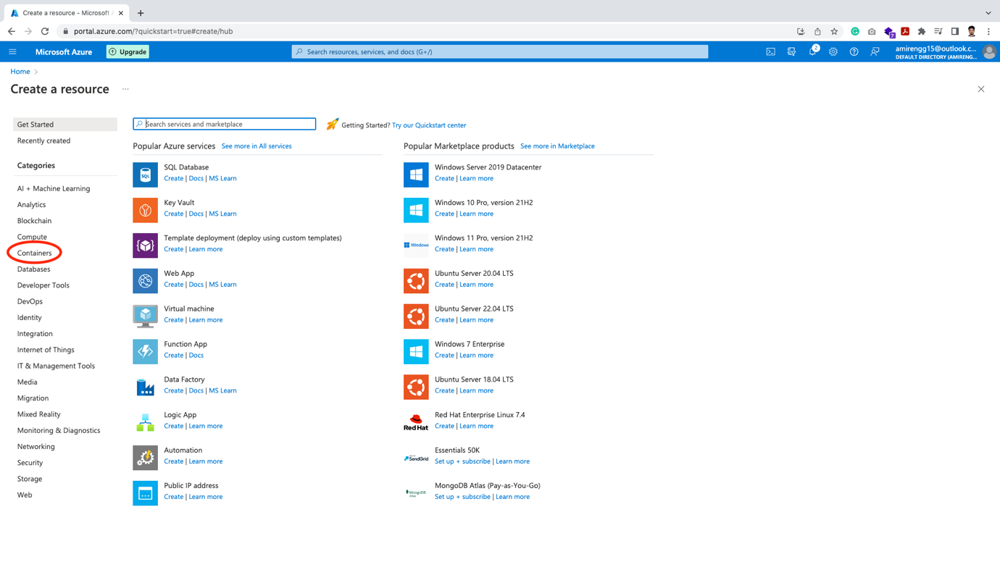 Create a resource - Microsoft A
portal.azure.com/?quickstart=true#create/hub
7
Microsoft Azure
Upgrade
Search resources, services, and docs (G+/)
2
amirengg15@outlook.c...
DEFAULT DIRECTORY (AMIRENG...
Home
Create a resource
...
Get Started
Recently created
Categories
AI + Machine Learning
Analytics
Blockchain
Compute
Containers
Databases
Developer Tools
DevOps
Identity
Integration
Internet of Things
IT & Management Tools
Media
Migration
Mixed Reality
Monitoring & Diagnostics
Networking
Security
Storage
Web
Search services and marketplace
Getting Started? Try our Quickstart center
Popular Azure services See more in All services
SQL
SQL Database
Create | Docs | MS Learn
Key Vault
Create | Docs | MS Learn
Template deployment (deploy using custom templates)
Create | Learn more
Web App
Create | Docs | MS Learn
Virtual machine
Create | Learn more
Function App
Create | Docs
Data Factory
Create | Docs | MS Learn
Logic App
Create | Learn more
Automation
Create | Learn more
Public IP address
Create | Learn more
Popular Marketplace products See more in Marketplace
Windows Server 2019 Datacenter
Create | Learn more
Windows 10 Pro, version 21H2
Create | Learn more
Windows
Windows 11 Pro, version 21H2
Create | Learn more
Ubuntu Server 20.04 LTS
Create | Learn more
Ubuntu Server 22.04 LTS
Create | Learn more
Windows 7 Enterprise
Create | Learn more
Ubuntu Server 18.04 LTS
Create | Learn more
Red Hat
Red Hat Enterprise Linux 7.4
Create | Learn more
SendGrid
Essentials 50K
Set up + subscribe | Learn more
MongoDB
Atlas
MongoDB Atlas (Pay-as-You-Go)
Set up + subscribe | Learn more